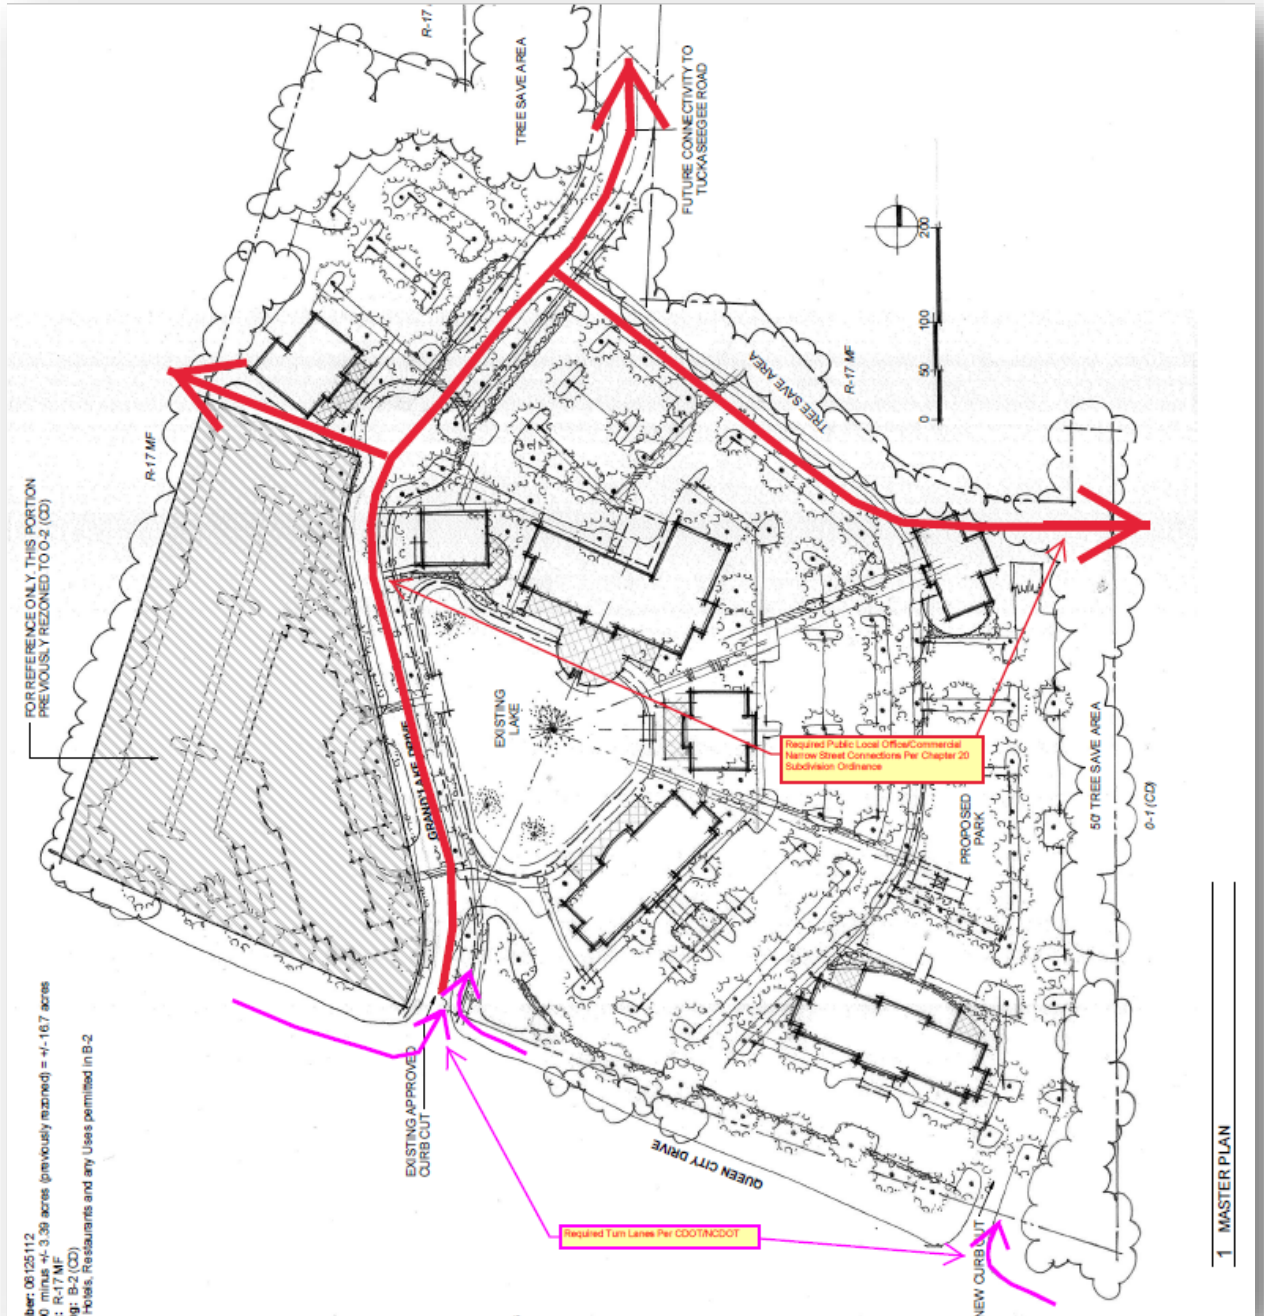 R-17
TREE SAVE AREA
FUTURE CONNECTIVITY TO
TUCKASEEGEE ROAD
200
100
50
0
R-17 MF
TREE SAVE AREA
R-17 MF
FOR REFERENCE ONLY. THIS PORTION
PREVIOUSLY REZONED TO O-2 (CD)
EXISTING
LAKE
GRAND LAKE DRIVE
Required Public Local Office/Commercial
Narrow Street Connections Per Chapter 20
Subdivision Ordinance
PROPOSED
PARK
50' TREE SAVE AREA
0-1 (CD)
EXISTING APPROVED
CURB CUT
QUEEN CITY DRIVE
Required Turn Lanes Per CDOT/NCDOT
NEW CURB CUT
1 MASTER PLAN
ber: 06125112
0 minus +/- 3.39 acres (previously rezoned) = +/- 16.7 acres
: R-17 MF
g: B-2 (CD)
Hotels, Restaurants and any Uses permitted in B-2